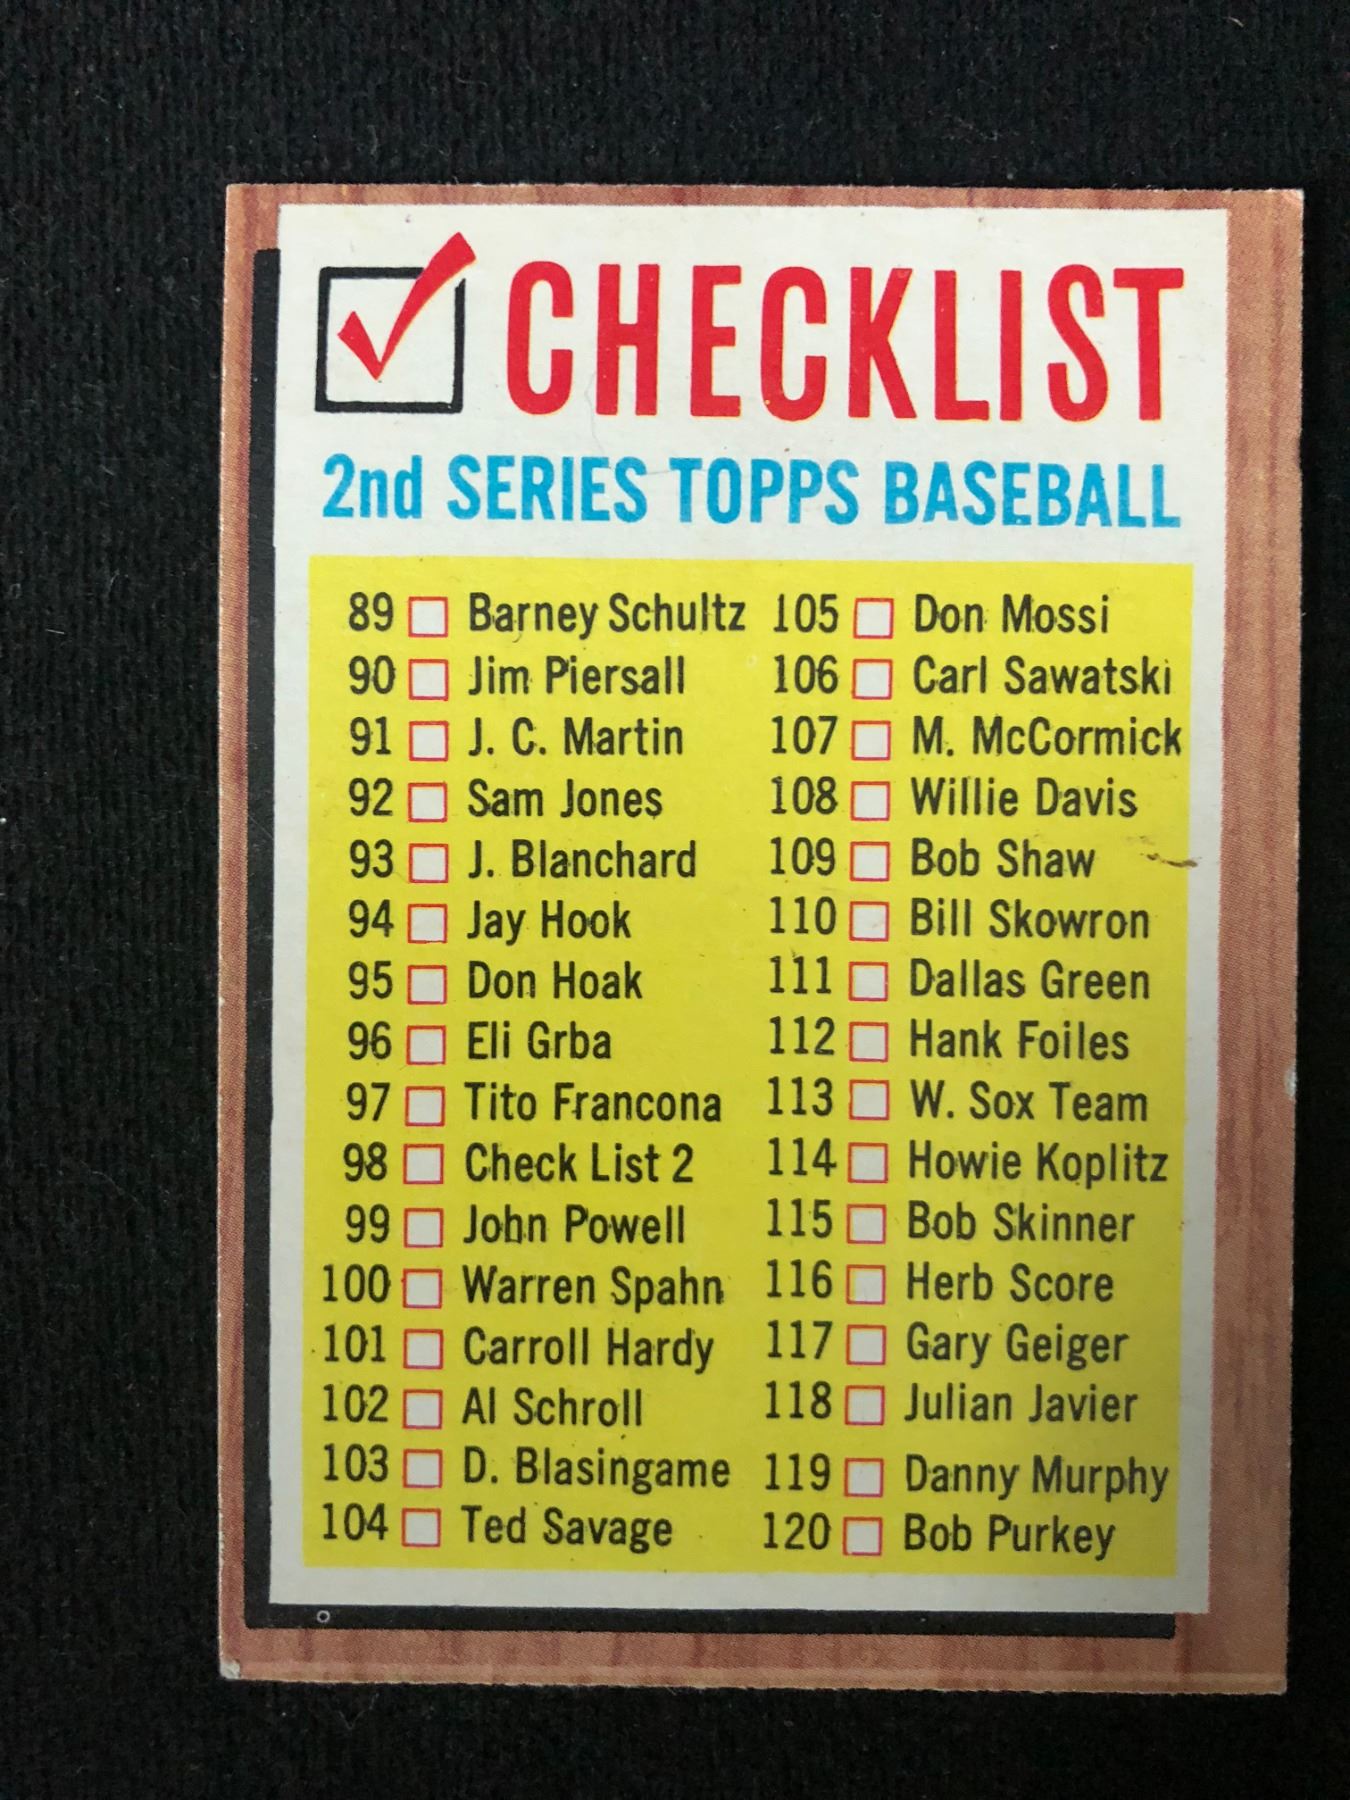 CHECKLIST
2nd SERIES TOPPS BASEBALL
89 Barney Schultz
90 Jim Piersall
91 J. C. Martin
92 Sam Jones
93 J. Blanchard
94 Jay Hook
95 Don Hoak
96 Eli Grba
97 Tito Francona
98 Check List 2
99 John Powell
100 Warren Spahn
101 Carroll Hardy
102 Al Schroll
103 D. Blasingame
104 Ted Savage
105 Don Mossi
106 Carl Sawatski
107 M. McCormick
108 Willie Davis
109 Bob Shaw
110 Bill Skowron
111 Dallas Green
112 Hank Foiles
113 W. Sox Team
114 Howie Koplitz
115 Bob Skinner
116 Herb Score
117 Gary Geiger
118 Julian Javier
119 Danny Murphy
120 Bob Purkey